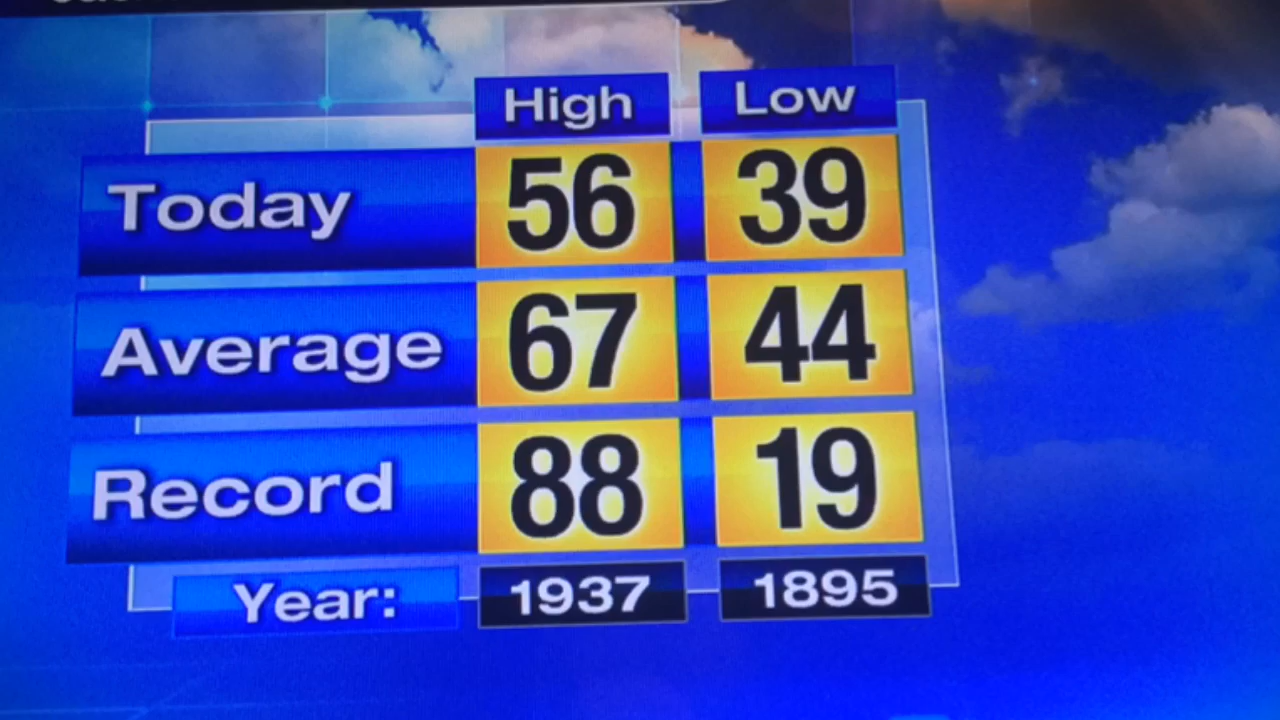 High Low
Today 56 39
Average 67 44
Record 88 19
Year: 1937 1895